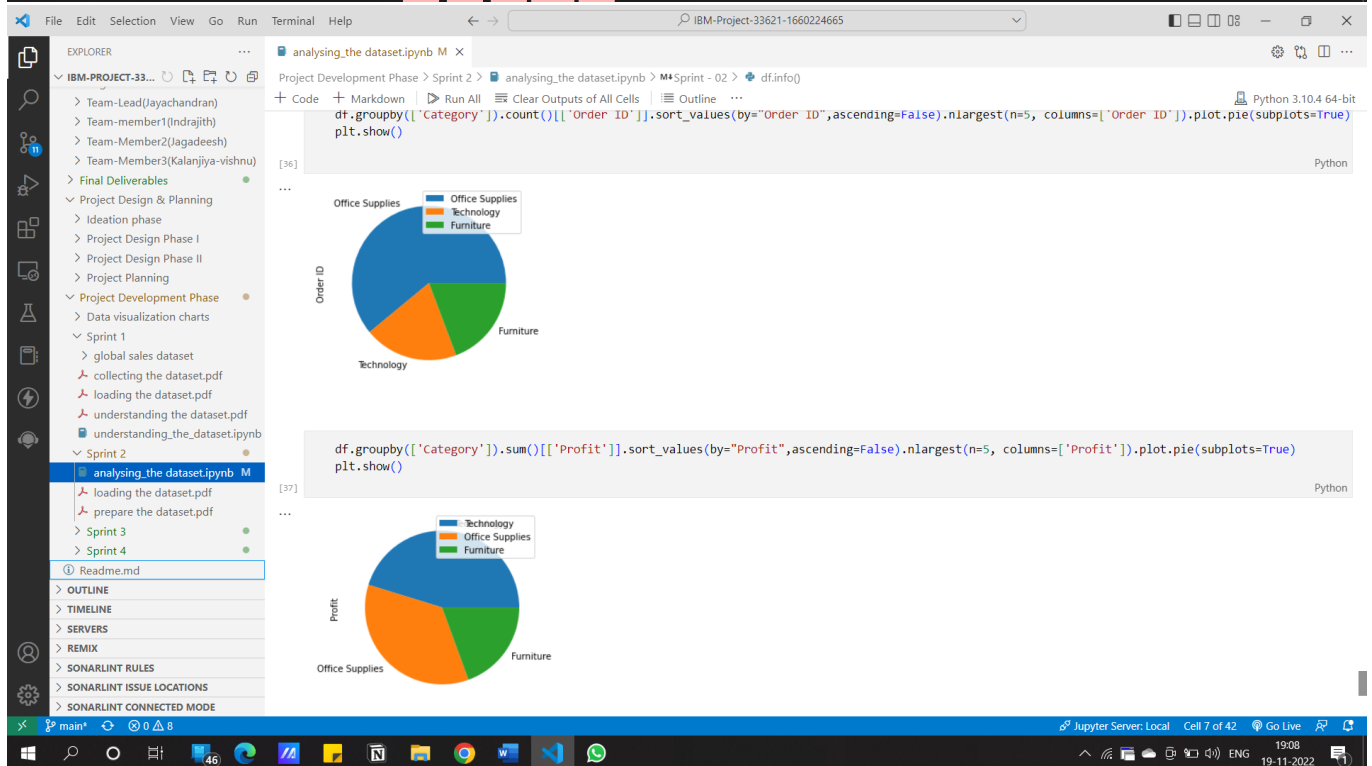 File Edit Selection View Go Run Terminal Help
IBM-Project-33621-1660224665
EXPLORER
IBM-PROJECT-33...
Team-Lead(Jayachandran)
Team-member1(Indrajith)
Team-Member2(Jagadeesh)
Team-Member3(Kalanjiya-vishnu)
Final Deliverables
Project Design & Planning
Ideation phase
Project Design Phase I
Project Design Phase II
Project Planning
Project Development Phase
Data visualization charts
Sprint 1
global sales dataset
collecting the dataset.pdf
loading the dataset.pdf
understanding the dataset.pdf
understanding_the_dataset.ipynb
Sprint 2
analysing_the dataset.ipynb M
loading the dataset.pdf
prepare the dataset.pdf
Sprint 3
Sprint 4
Readme.md
OUTLINE
TIMELINE
SERVERS
REMIX
SONARLINT RULES
SONARLINT ISSUE LOCATIONS
SONARLINT CONNECTED MODE
11
analysing_the dataset.ipynb M
Project Development Phase > Sprint 2 > analysing_the dataset.ipynb > M↓Sprint - 02 > df.info()
+ Code + Markdown Run All Clear Outputs of All Cells Outline ...
Python 3.10.4 64-bit
df.groupby(['Category']).count()[['Order ID']].sort_values(by="Order ID",ascending=False).nlargest(n=5, columns=['Order ID']).plot.pie(subplots=True)
plt.show()
[36]
Python
Office Supplies
Office Supplies
Technology
Furniture
Order ID
Furniture
Technology
df.groupby(['Category']).sum()[['Profit']].sort_values(by="Profit",ascending=False).nlargest(n=5, columns=['Profit']).plot.pie(subplots=True)
plt.show()
[37]
Python
Technology
Office Supplies
Furniture
Profit
Furniture
Office Supplies
main* 0 8
Jupyter Server: Local Cell 7 of 42 Go Live
46
ENG
19:08
19-11-2022
1